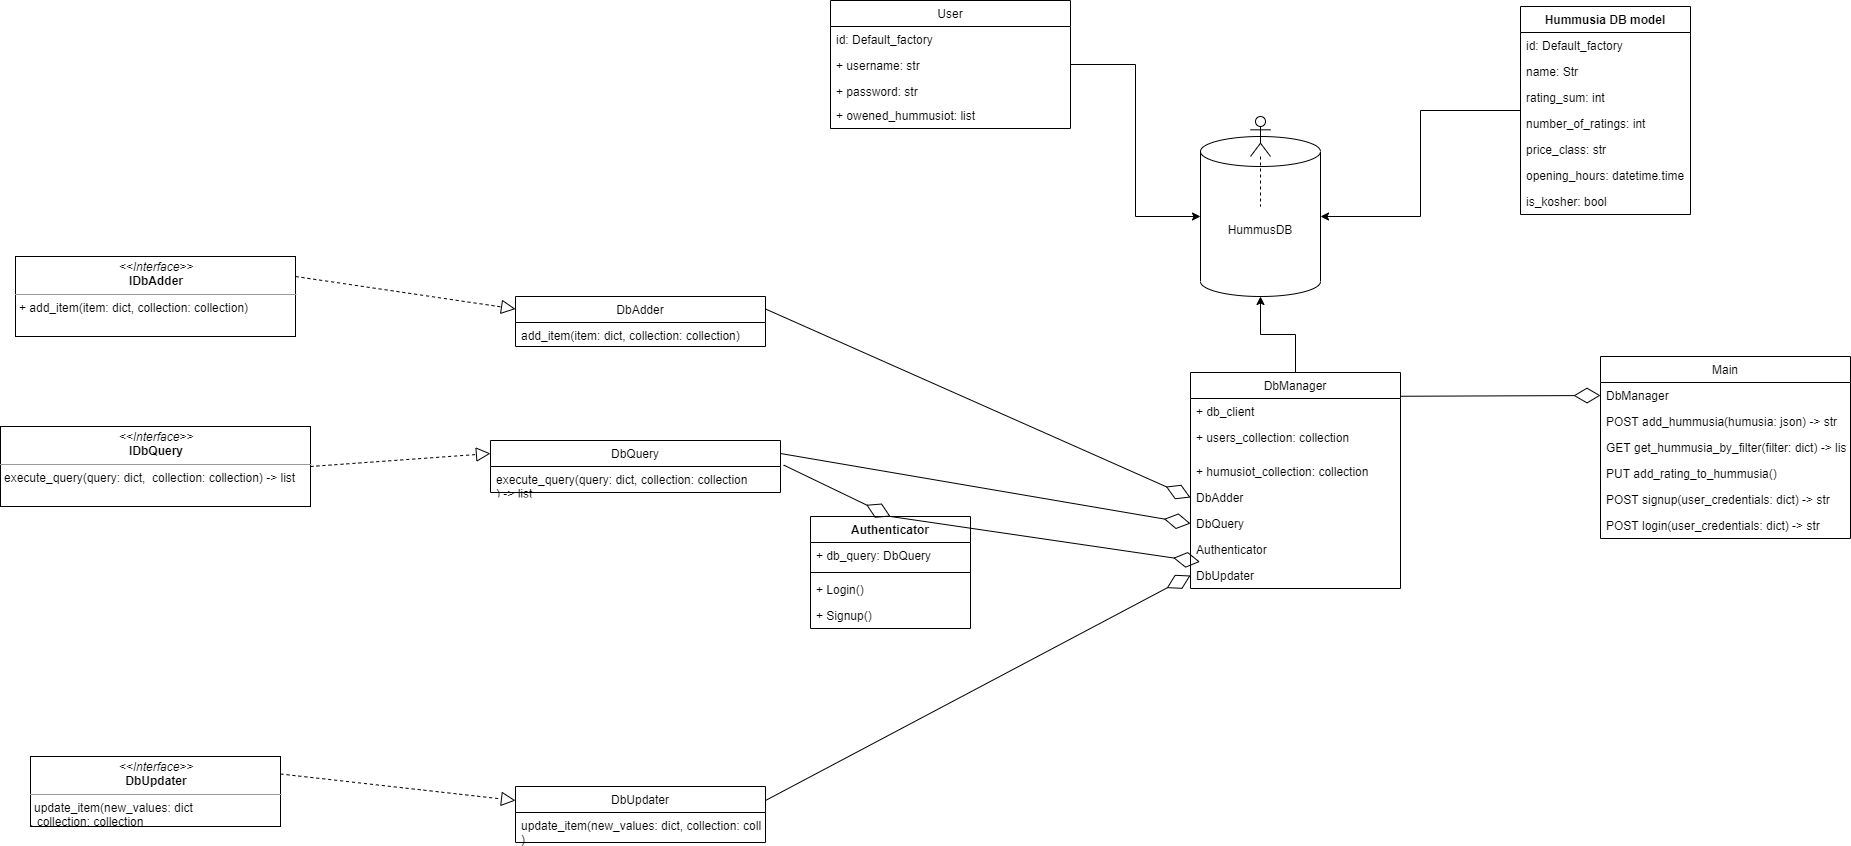 User
id: Default_factory
+ username: str
+ password: str
+ owened_hummusiot: list
Hummusia DB model
id: Default_factory
name: Str
rating_sum: int
number_of_ratings: int
price_class: str
opening_hours: datetime.time
is_kosher: bool
HummusDB
<<Interface>>
IDbAdder
+ add_item(item: dict, collection: collection)
DbAdder
add_item(item: dict, collection: collection)
<<Interface>>
IDbQuery
execute_query(query: dict,  collection: collection) -> list
DbQuery
execute_query(query: dict, collection: collection
) -> list
Authenticator
+ db_query: DbQuery
+ Login()
+ Signup()
DbManager
+ db_client
+ users_collection: collection
+ humusiot_collection: collection
DbAdder
DbQuery
Authenticator
DbUpdater
Main
DbManager
POST add_hummusia(humusia: json) -> str
GET get_hummusia_by_filter(filter: dict) -> lis
PUT add_rating_to_hummusia()
POST signup(user_credentials: dict) -> str
POST login(user_credentials: dict) -> str
<<Interface>>
DbUpdater
update_item(new_values: dict
collection: collection
DbUpdater
update_item(new_values: dict, collection: coll
)